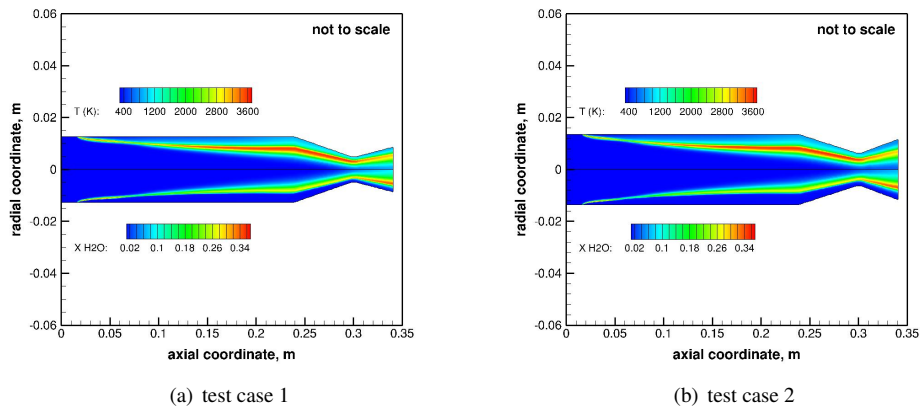 0.06
not to scale
0.04
T (K): 400 1200 2000 2800 3600
0.02
0
-0.02
X H2O: 0.02 0.1 0.18 0.26 0.34
-0.04
-0.06
0 0.05 0.1 0.15 0.2 0.25 0.3 0.35
radial coordinate, m
axial coordinate, m
(a) test case 1
0.06
not to scale
0.04
T (K): 400 1200 2000 2800 3600
0.02
0
-0.02
X H2O: 0.02 0.1 0.18 0.26 0.34
-0.04
-0.06
0 0.05 0.1 0.15 0.2 0.25 0.3 0.35
radial coordinate, m
axial coordinate, m
(b) test case 2